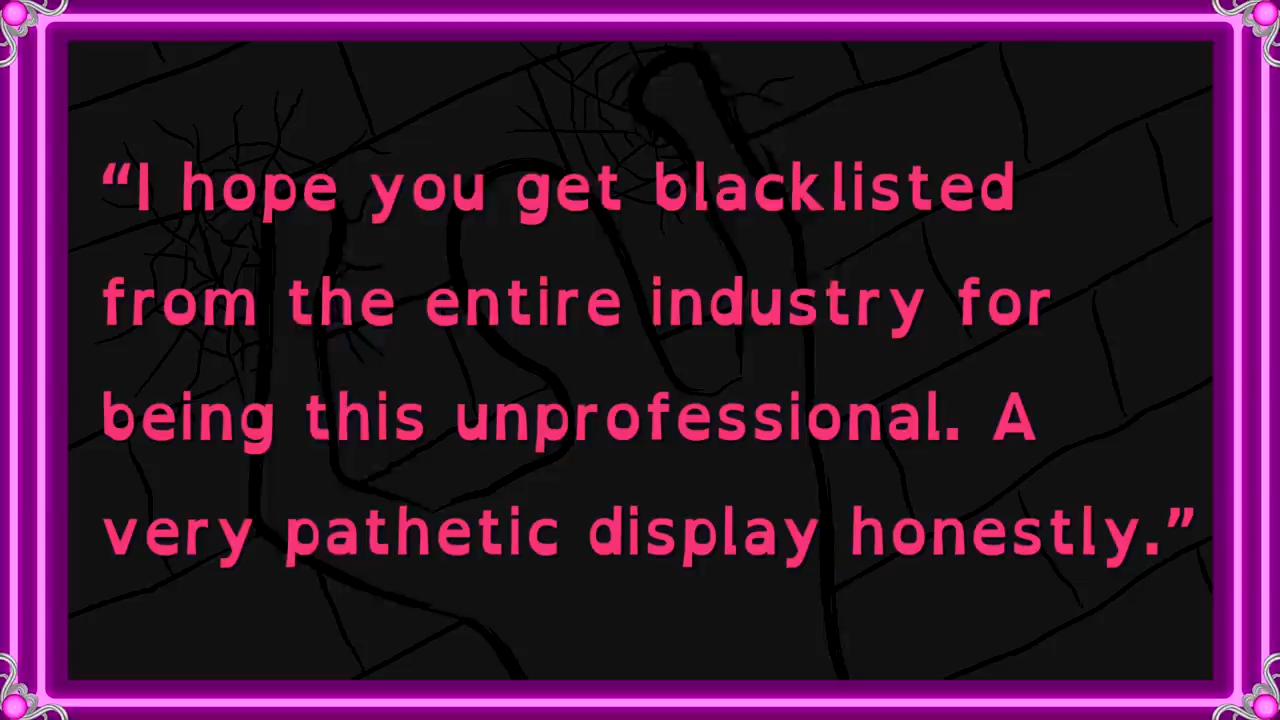 “I hope you get blacklisted
from the entire industry for
being this unprofessional. A
very pathetic display honestly.”